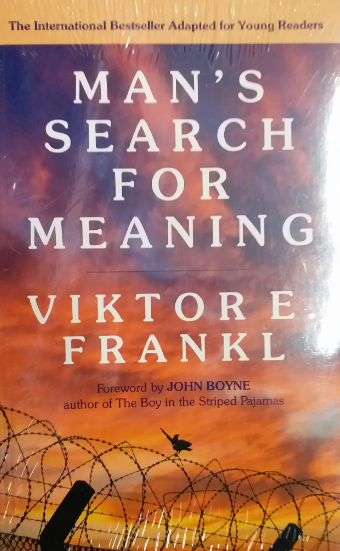 The International Bestseller Adapted for Young Readers
MAN'S
SEARCH
FOR
MEANING
VIKTOR E.
FRANKL
Foreword by JOHN BOYNE
author of The Boy in the Striped Pajamas